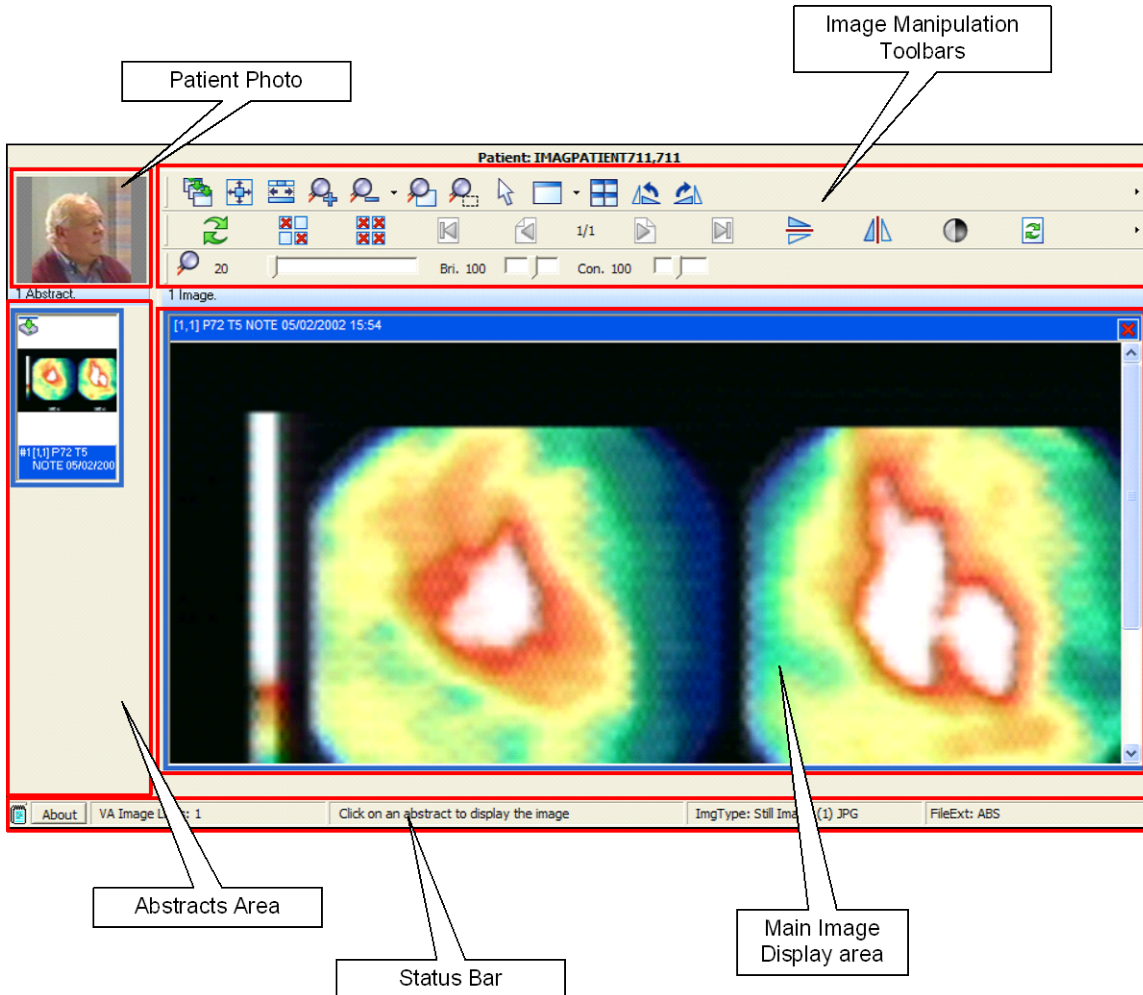 Image Manipulation
Toolbars
Patient Photo
Patient: IMAGPATIENT711,711
1/1
20
Bri. 100
Con. 100
1 Abstract.
1 Image.
[1,1] P72 T5 NOTE 05/02/2002 15:54
#1 [1,1] P72 T5
NOTE 05/02/200
About
VA Image L s: 1
Click on an abstract to display the image
ImgType: Still Ima (1) JPG
FileExt: ABS
Abstracts Area
Main Image
Display area
Status Bar